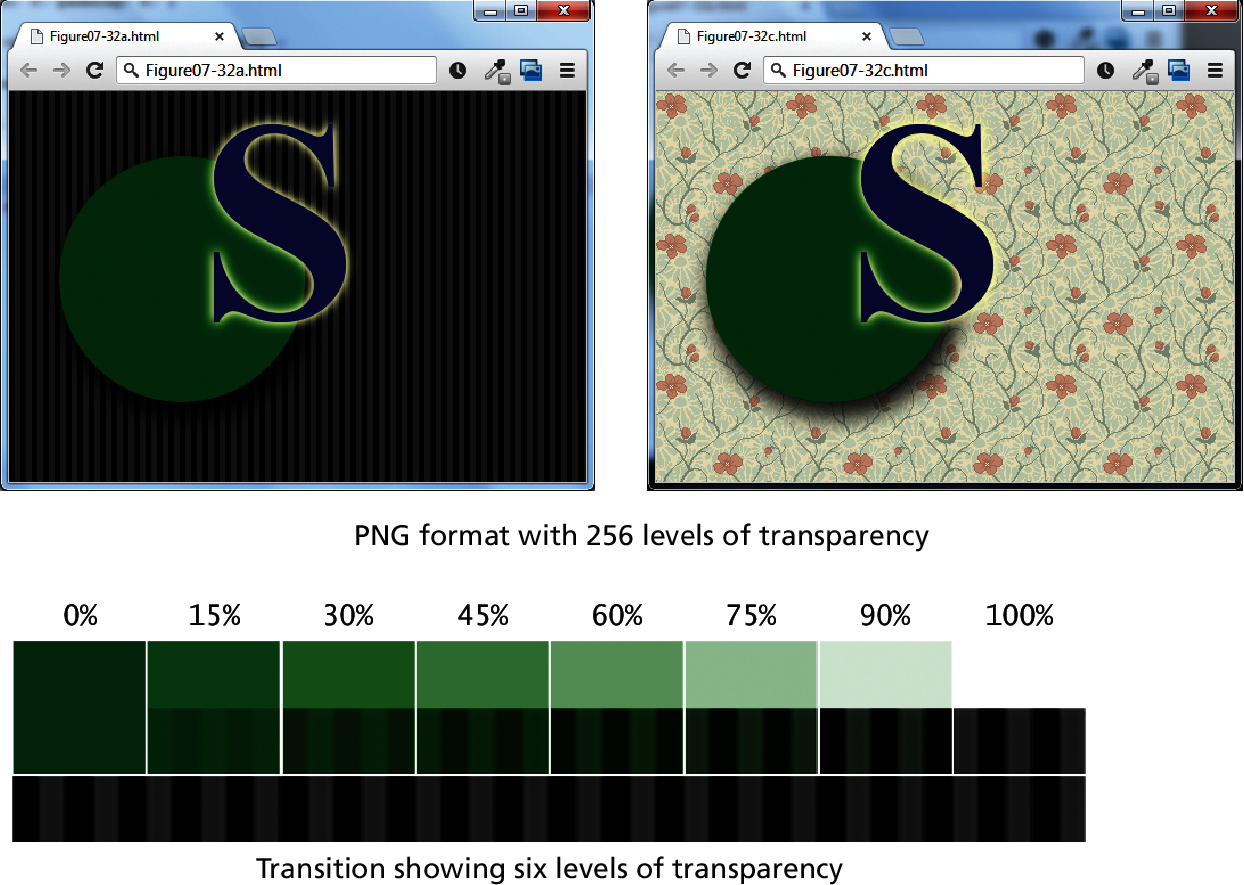 Figure07-32a.html
Figure07-32a.html
S
Figure07-32c.html
Figure07-32c.html
S
PNG format with 256 levels of transparency
0% 15% 30% 45% 60% 75% 90% 100%
Transition showing six levels of transparency